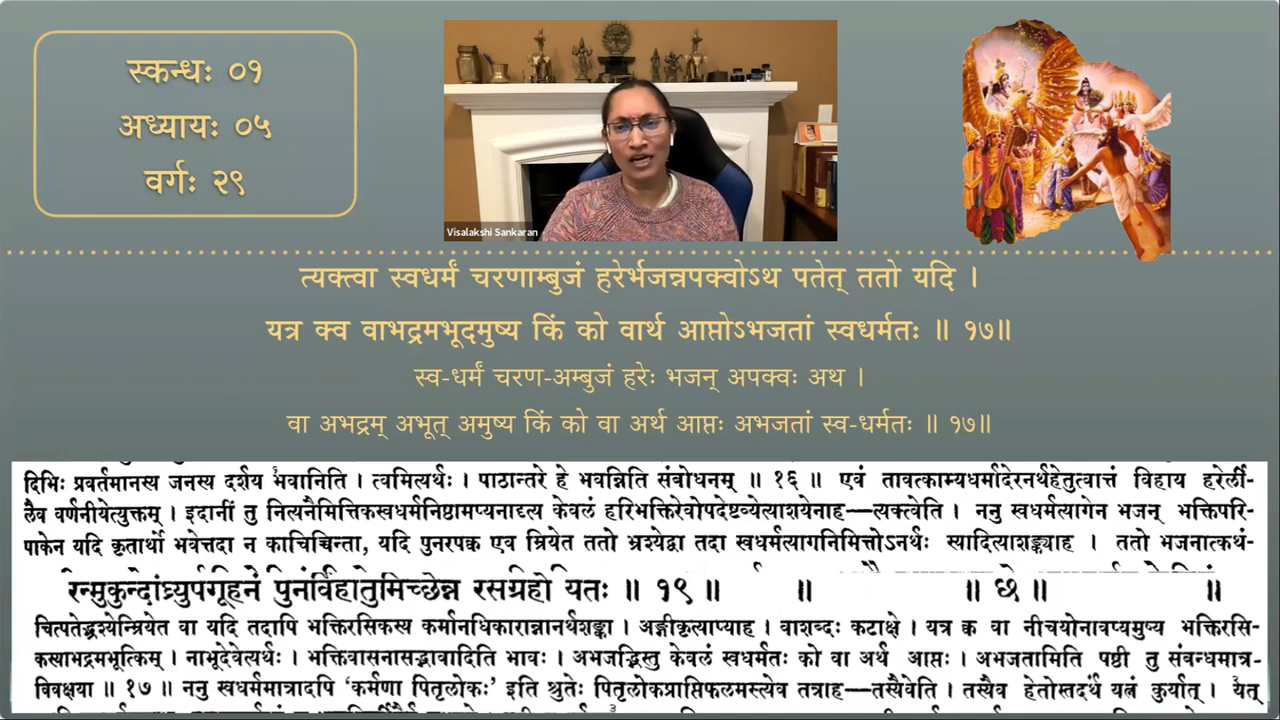 स्कन्धः ०१
अध्यायः ०५
वर्गः २९
Visalakshi Sankaran
त्यक्त्वा स्वधर्मं चरणाम्बुजं हरेर्भजन्नपक्वोऽथ पतेत् ततो यदि ।
यत्र क्व वाभद्रमभूदमुष्य किं को वार्थ आप्तोऽभजतां स्वधर्मतः ॥ १७॥
स्व-धर्मं चरण-अम्बुजं हरेः भजन् अपक्वः अथ ।
वा अभद्रम् अभूत् अमुष्य किं को वा अर्थ आप्तः अभजतां स्व-धर्मतः ॥ १७॥
दिभिः प्रवर्तमानस्य जनस्य दर्शय भवानिति । त्वमित्यर्थः । पाठान्तरे हे भवन्निति संबोधनम् ॥ १६ ॥ एवं तावत्काम्यधर्मादेरनर्थहेतुत्वात्तं विहाय हरेर्ली-
लैव वर्णनीयेत्युक्तम् । इदानीं तु नित्यनैमित्तिकस्वधर्मनिष्ठामप्यनादृत्य केवलं हरिभक्तिरेवोपदेष्टव्येत्याशयेनाह—त्यक्त्वेति । ननु स्वधर्मत्यागेन भजन् भक्तिपरि-
पाकेन यदि कृतार्थो भवेत्तदा न काचिच्चिन्ता, यदि पुनरपक्व एव म्रियेत ततो भ्रश्येद्वा तदा स्वधर्मत्यागनिमित्तोऽनर्थः स्यादित्याशङ्क्याह । ततो भजनात्कथं-
रन्मुकुन्दांघ्र्युपगूहनं पुनर्विहातुमिच्छेन्न रसग्रहो यतः ॥ १९ ॥ ॥ ॥ छ ॥ ॥
चित्पतेद्भ्रश्येन्म्रियेत वा यदि तदापि भक्तिरसिकस्य कर्मानधिकारान्नानर्थशङ्का । अङ्गीकृत्याप्याह । वाशब्दः कटाक्षे । यत्र क्व वा नीचयोनावप्यमुष्य भक्तिरसि-
कस्याभद्रमभूत्किम् । नाभूदेवेत्यर्थः । भक्तिवासनासद्भावादिति भावः । अभजद्भिस्तु केवलं स्वधर्मतः को वा अर्थ आप्तः । अभजतामिति षष्ठी तु संबन्धमात्र-
विवक्षया ॥ १७ ॥ ननु स्वधर्ममात्रादपि ‘कर्मणा पितृलोकः’ इति श्रुतेः पितृलोकप्राप्तिफलमस्त्येव तत्राह—तस्यैवेति । तस्यैव हेतोस्तदर्थं यत्नं कुर्यात् । यत्